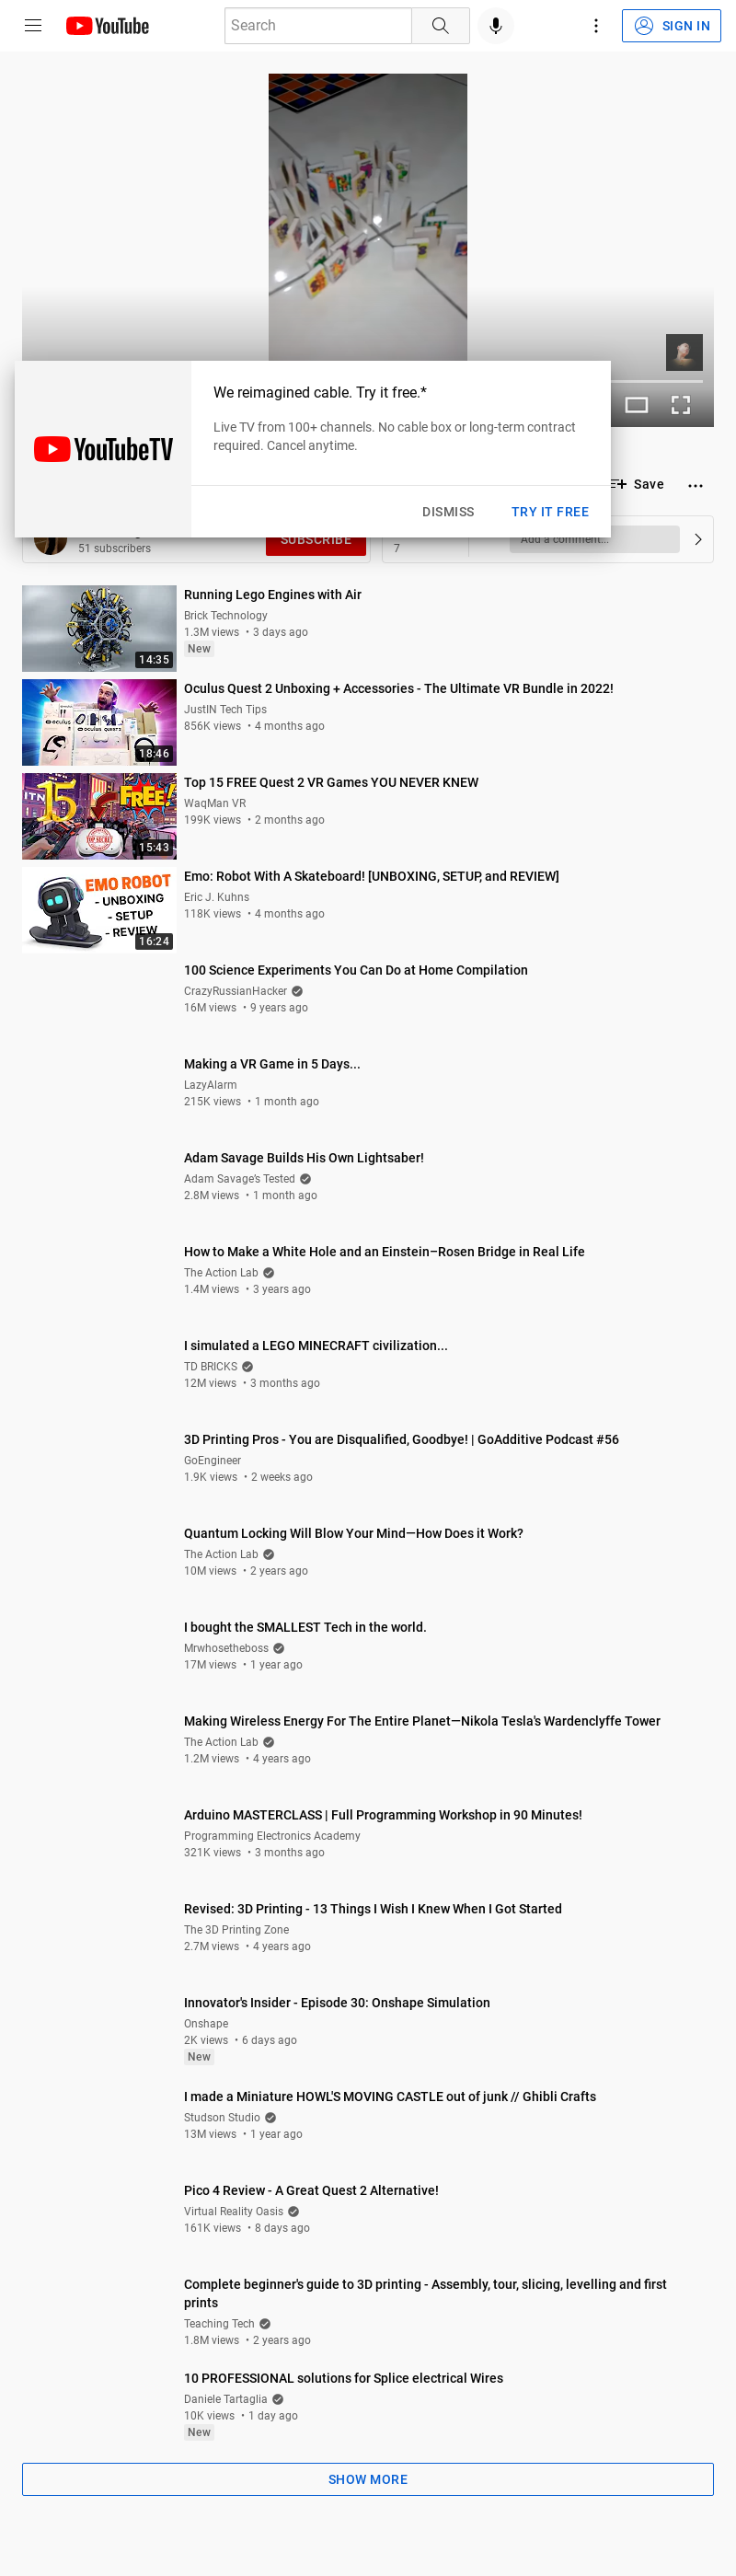 YouTube
Search
SIGN IN
YouTubeTV
We reimagined cable. Try it free.*
Live TV from 100+ channels. No cable box or long-term contract
required. Cancel anytime.
DISMISS
TRY IT FREE
Save
51 subscribers
SUBSCRIBE
7
Add a comment...
Running Lego Engines with Air
Brick Technology
1.3M views • 3 days ago
New
14:35
Oculus Quest 2 Unboxing + Accessories - The Ultimate VR Bundle in 2022!
JustIN Tech Tips
856K views • 4 months ago
18:46
Top 15 FREE Quest 2 VR Games YOU NEVER KNEW
WaqMan VR
199K views • 2 months ago
15
FREE!
15:43
Emo: Robot With A Skateboard! [UNBOXING, SETUP, and REVIEW]
Eric J. Kuhns
118K views • 4 months ago
EMO ROBOT
- UNBOXING
- SETUP
- REVIEW
16:24
100 Science Experiments You Can Do at Home Compilation
CrazyRussianHacker
16M views • 9 years ago
Making a VR Game in 5 Days...
LazyAlarm
215K views • 1 month ago
Adam Savage Builds His Own Lightsaber!
Adam Savage's Tested
2.8M views • 1 month ago
How to Make a White Hole and an Einstein–Rosen Bridge in Real Life
The Action Lab
1.4M views • 3 years ago
I simulated a LEGO MINECRAFT civilization...
TD BRICKS
12M views • 3 months ago
3D Printing Pros - You are Disqualified, Goodbye! | GoAdditive Podcast #56
GoEngineer
1.9K views • 2 weeks ago
Quantum Locking Will Blow Your Mind—How Does it Work?
The Action Lab
10M views • 2 years ago
I bought the SMALLEST Tech in the world.
Mrwhosetheboss
17M views • 1 year ago
Making Wireless Energy For The Entire Planet—Nikola Tesla's Wardenclyffe Tower
The Action Lab
1.2M views • 4 years ago
Arduino MASTERCLASS | Full Programming Workshop in 90 Minutes!
Programming Electronics Academy
321K views • 3 months ago
Revised: 3D Printing - 13 Things I Wish I Knew When I Got Started
The 3D Printing Zone
2.7M views • 4 years ago
Innovator's Insider - Episode 30: Onshape Simulation
Onshape
2K views • 6 days ago
New
I made a Miniature HOWL'S MOVING CASTLE out of junk // Ghibli Crafts
Studson Studio
13M views • 1 year ago
Pico 4 Review - A Great Quest 2 Alternative!
Virtual Reality Oasis
161K views • 8 days ago
Complete beginner's guide to 3D printing - Assembly, tour, slicing, levelling and first
prints
Teaching Tech
1.8M views • 2 years ago
10 PROFESSIONAL solutions for Splice electrical Wires
Daniele Tartaglia
10K views • 1 day ago
New
SHOW MORE